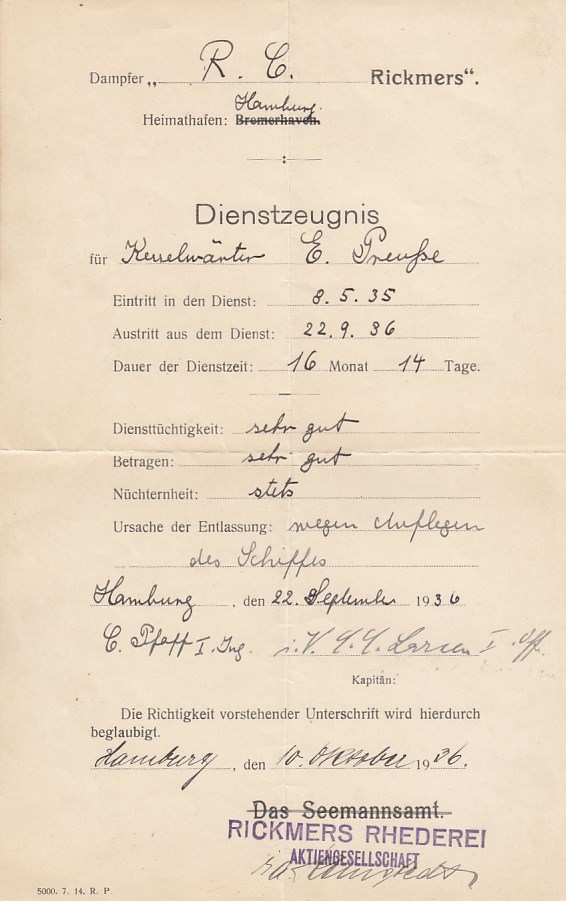 Dampfer „ R. C. Rickmers“.
Hamburg.
Heimathafen: Bremerhaven.
Dienstzeugnis
für Kesselwärter E. Preuße
Eintritt in den Dienst: 8.5.35
Austritt aus dem Dienst: 22.9.36
Dauer der Dienstzeit: 16 Monat 14 Tage.
Diensttüchtigkeit: sehr gut
Betragen: sehr gut
Nüchternheit: stets
Ursache der Entlassung: wegen Auflegen
des Schiffes
Hamburg, den 22. September 1936
C. Pfaff I. Ing. i.V. Larsen I. Off.
Kapitän:
Die Richtigkeit vorstehender Unterschrift wird hierdurch
beglaubigt.
Hamburg, den 10. Oktober 1936.
Das Seemannsamt.
RICKMERS RHEDEREI
AKTIENGESELLSCHAFT
5000. 7. 14. R. P.